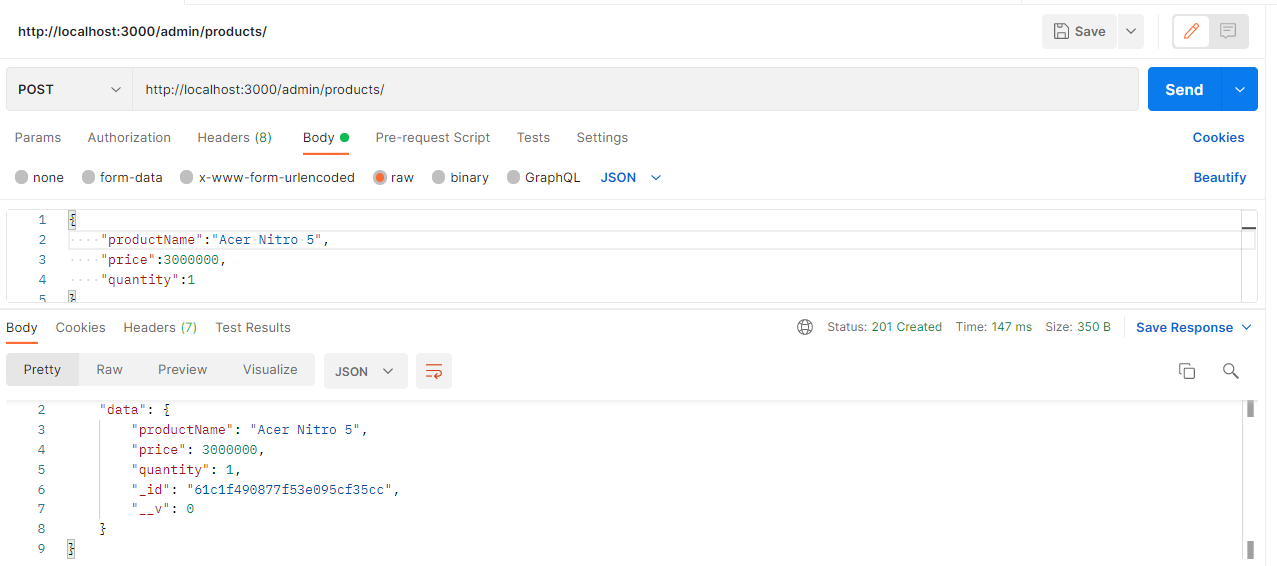 http://localhost:3000/admin/products/ Save
POST http://localhost:3000/admin/products/ Send
Params Authorization Headers (8) Body Pre-request Script Tests Settings Cookies
none form-data x-www-form-urlencoded raw binary GraphQL JSON Beautify
1 {
2 ····"productName":"Acer·Nitro·5",
3 ····"price":3000000,
4 ····"quantity":1
5 }
Body Cookies Headers (7) Test Results Status: 201 Created Time: 147 ms Size: 350 B Save Response
Pretty Raw Preview Visualize JSON
2 "data": {
3 "productName": "Acer Nitro 5",
4 "price": 3000000,
5 "quantity": 1,
6 "_id": "61c1f490877f53e095cf35cc",
7 "__v": 0
8 }
9 }